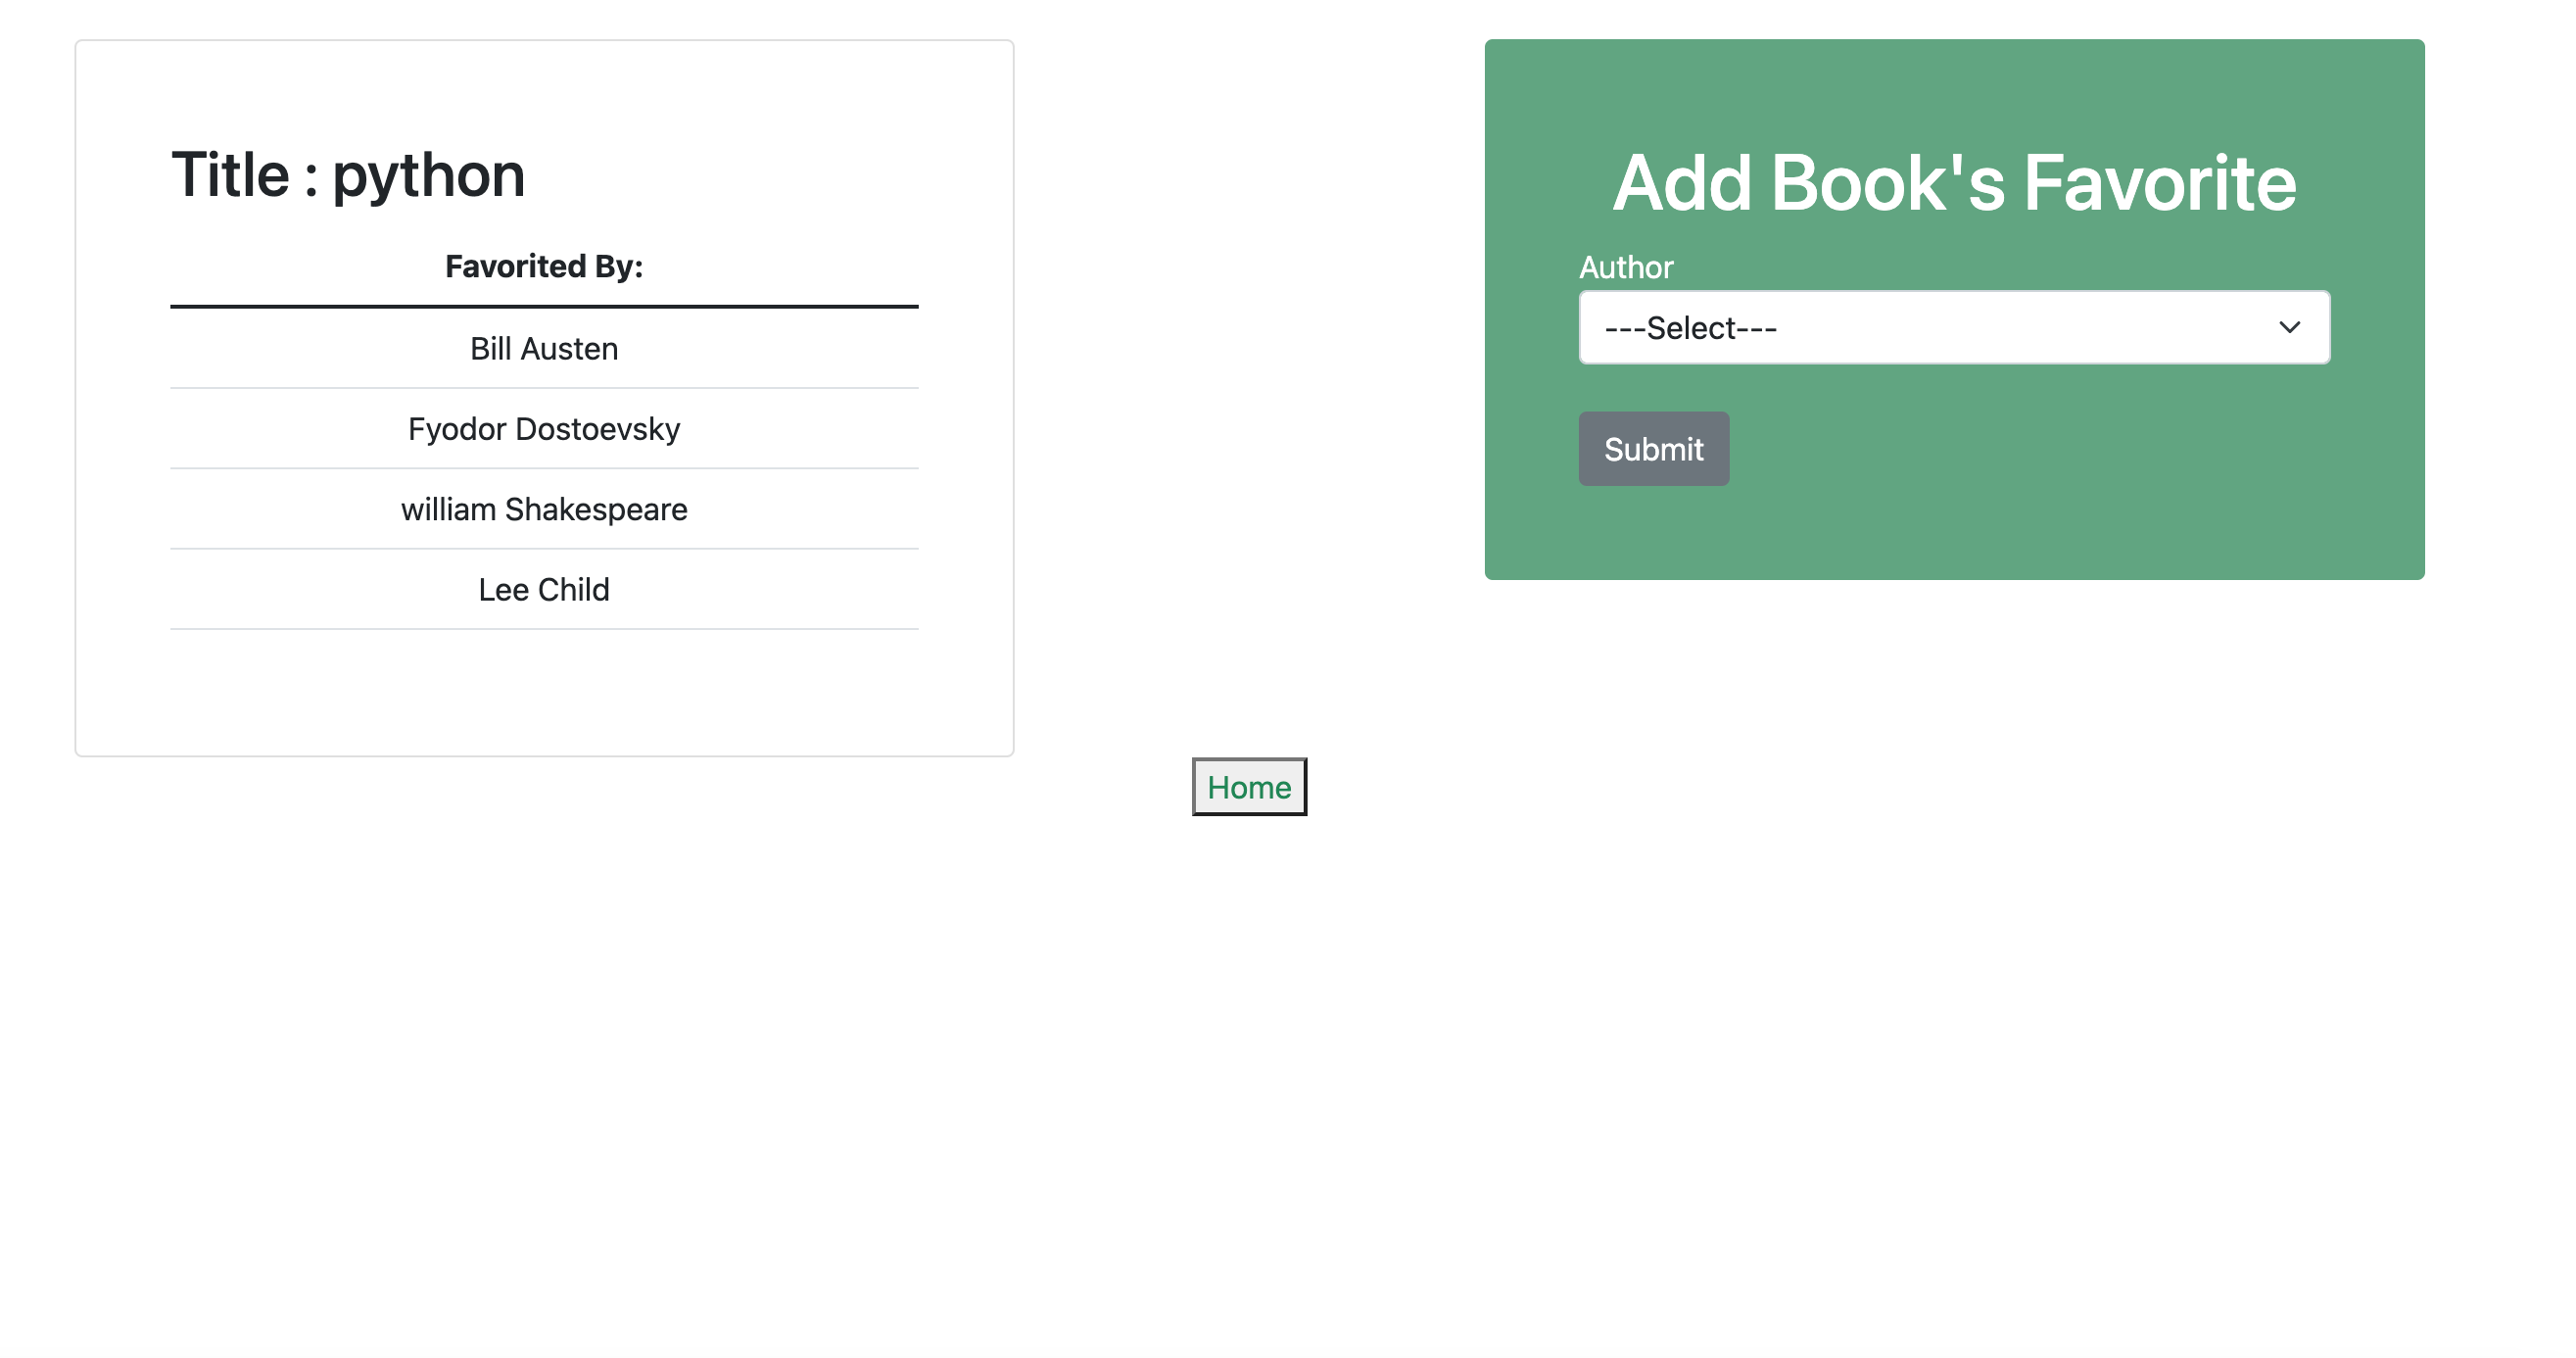 Title : python
Favorited By:
Bill Austen
Fyodor Dostoevsky
william Shakespeare
Lee Child
Add Book's Favorite
Author
---Select---
Submit
Home